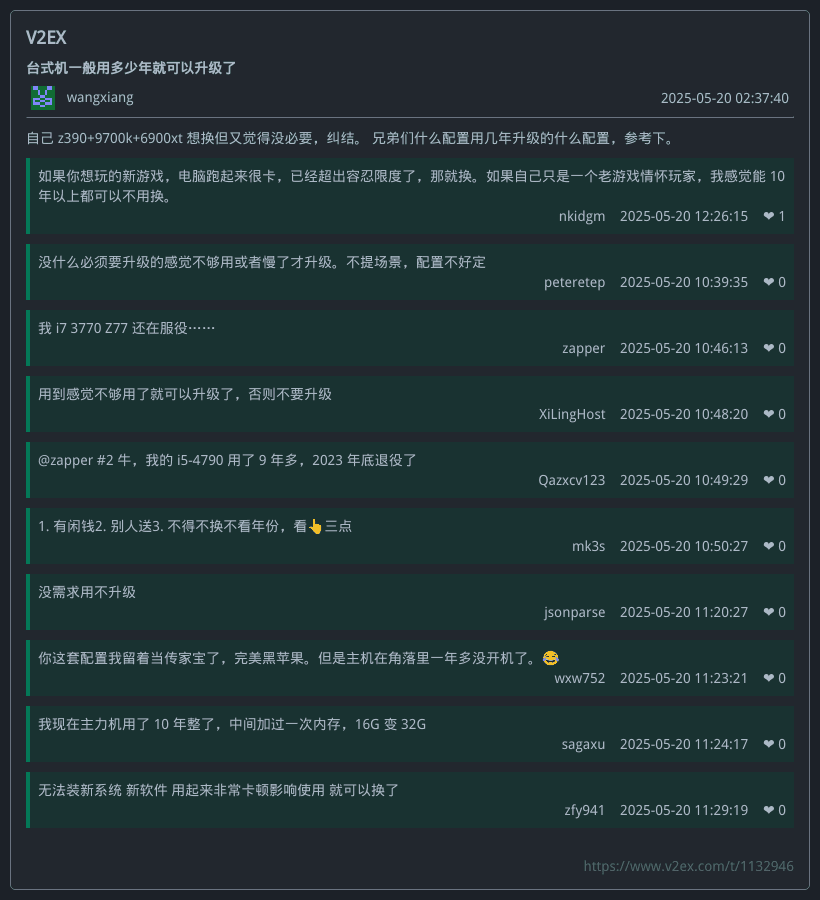 V2EX
台式机一般用多少年就可以升级了
wangxiang 2025-05-20 02:37:40
自己 z390+9700k+6900xt 想换但又觉得没必要，纠结。 兄弟们什么配置用几年升级的什么配置，参考下。
如果你想玩的新游戏，电脑跑起来很卡，已经超出容忍限度了，那就换。如果自己只是一个老游戏情怀玩家，我感觉能 10
年以上都可以不用换。
nkidgm 2025-05-20 12:26:15 ❤ 1
没什么必须要升级的感觉不够用或者慢了才升级。不提场景，配置不好定
peteretep 2025-05-20 10:39:35 ❤ 0
我 i7 3770 Z77 还在服役……
zapper 2025-05-20 10:46:13 ❤ 0
用到感觉不够用了就可以升级了，否则不要升级
XiLingHost 2025-05-20 10:48:20 ❤ 0
@zapper #2 牛，我的 i5-4790 用了 9 年多，2023 年底退役了
Qazxcv123 2025-05-20 10:49:29 ❤ 0
1. 有闲钱2. 别人送3. 不得不换不看年份，看👆三点
mk3s 2025-05-20 10:50:27 ❤ 0
没需求用不升级
jsonparse 2025-05-20 11:20:27 ❤ 0
你这套配置我留着当传家宝了，完美黑苹果。但是主机在角落里一年多没开机了。😂
wxw752 2025-05-20 11:23:21 ❤ 0
我现在主力机用了 10 年整了，中间加过一次内存，16G 变 32G
sagaxu 2025-05-20 11:24:17 ❤ 0
无法装新系统 新软件 用起来非常卡顿影响使用 就可以换了
zfy941 2025-05-20 11:29:19 ❤ 0
https://www.v2ex.com/t/1132946